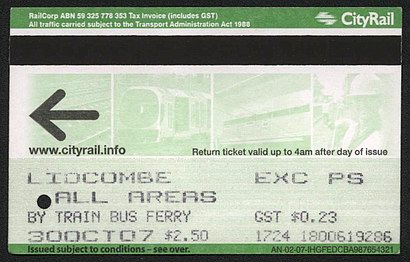 RailCorp ABN 59 325 778 353 Tax Invoice (includes GST)
All traffic carried subject to the Transport Administration Act 1988
CityRail
www.cityrail.info
Return ticket valid up to 4am after day of issue
LIDCOMBE EXC PS
ALL AREAS
BY TRAIN BUS FERRY GST $0.23
30OCT07 $2.50 1724 1800619286
Issued subject to conditions – see over. AN-02-07-IHGFEDCBA987654321